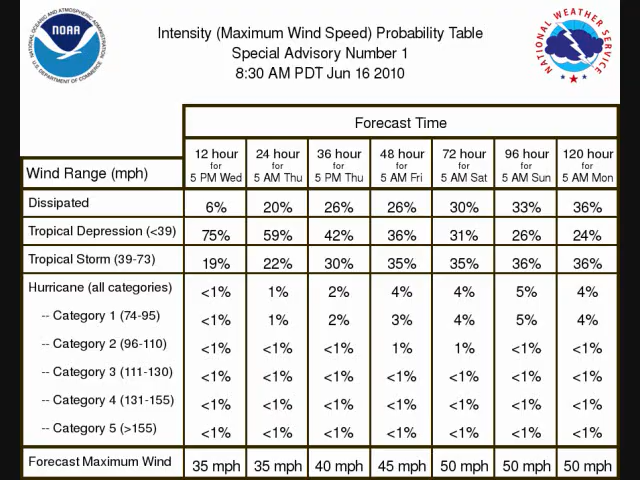 NOAA
NATIONAL OCEANIC AND ATMOSPHERIC ADMINISTRATION
U.S. DEPARTMENT OF COMMERCE
Intensity (Maximum Wind Speed) Probability Table
Special Advisory Number 1
8:30 AM PDT Jun 16 2010
NATIONAL WEATHER SERVICE
Forecast Time
Wind Range (mph) 12 hour for 5 PM Wed 24 hour for 5 AM Thu 36 hour for 5 PM Thu 48 hour for 5 AM Fri 72 hour for 5 AM Sat 96 hour for 5 AM Sun 120 hour for 5 AM Mon
Dissipated 6% 20% 26% 26% 30% 33% 36%
Tropical Depression (<39) 75% 59% 42% 36% 31% 26% 24%
Tropical Storm (39-73) 19% 22% 30% 35% 35% 36% 36%
Hurricane (all categories) <1% 1% 2% 4% 4% 5% 4%
-- Category 1 (74-95) <1% 1% 2% 3% 4% 5% 4%
-- Category 2 (96-110) <1% <1% <1% 1% 1% <1% <1%
-- Category 3 (111-130) <1% <1% <1% <1% <1% <1% <1%
-- Category 4 (131-155) <1% <1% <1% <1% <1% <1% <1%
-- Category 5 (>155) <1% <1% <1% <1% <1% <1% <1%
Forecast Maximum Wind 35 mph 35 mph 40 mph 45 mph 50 mph 50 mph 50 mph